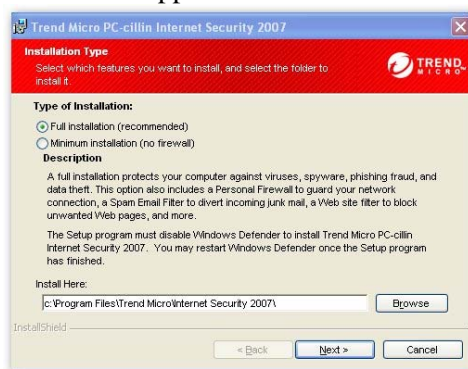 Trend Micro PC-cillin Internet Security 2007
Installation Type
Select which features you want to install, and select the folder to
install it.
TREND
MICRO
Type of Installation:
Full installation (recommended)
Minimum installation (no firewall)
Description
A full installation protects your computer against viruses, spyware, phishing fraud, and
data theft. This option also includes a Personal Firewall to guard your network
connection, a Spam Email Filter to divert incoming junk mail, a Web site filter to block
unwanted Web pages, and more.
The Setup program must disable Windows Defender to install Trend Micro PC-cillin
Internet Security 2007. You may restart Windows Defender once the Setup program
has finished.
Install Here:
c:\Program Files\Trend Micro\Internet Security 2007\
Browse
InstallShield
< Back
Next >
Cancel